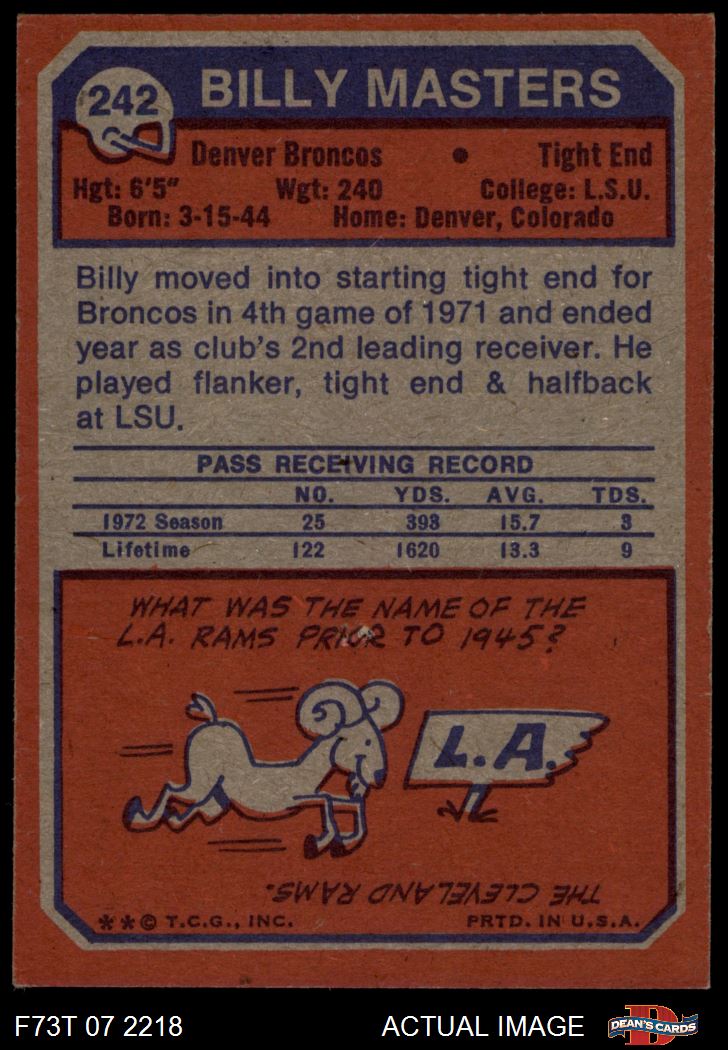 242 BILLY MASTERS
Denver Broncos • Tight End
Hgt: 6'5" Wgt: 240 College: L.S.U.
Born: 3-15-44 Home: Denver, Colorado
Billy moved into starting tight end for
Broncos in 4th game of 1971 and ended
year as club's 2nd leading receiver. He
played flanker, tight end & halfback
at LSU.
PASS RECEIVING RECORD
NO. YDS. AVG. TDS.
1972 Season 25 393 15.7 3
Lifetime 122 1620 13.3 9
WHAT WAS THE NAME OF THE
L.A. RAMS PRIOR TO 1945?
L.A.
THE CLEVELAND RAMS.
**© T.C.G., INC. PRTD. IN U.S.A.
F73T 07 2218 ACTUAL IMAGE D DEAN'S CARDS